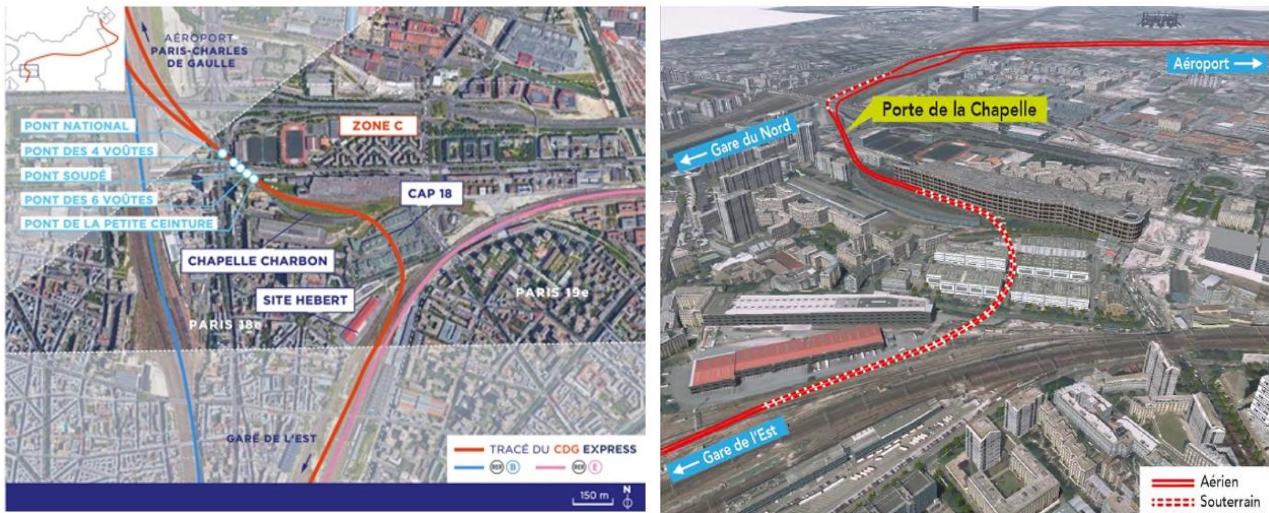 AÉROPORT
PARIS-CHARLES
DE GAULLE
PONT NATIONAL
PONT DES 4 VOÛTES
PONT SOUDÉ
PONT DES 6 VOÛTES
PONT DE LA PETITE CEINTURE
ZONE C
CAP 18
CHAPELLE CHARBON
SITE HEBERT
PARIS 19e
PARIS 18e
GARE DE L'EST
TRACÉ DU CDG EXPRESS
RER B
RER E
150 m
N
Aéroport
Porte de la Chapelle
Gare du Nord
Gare de l'Est
Aérien
Souterrain